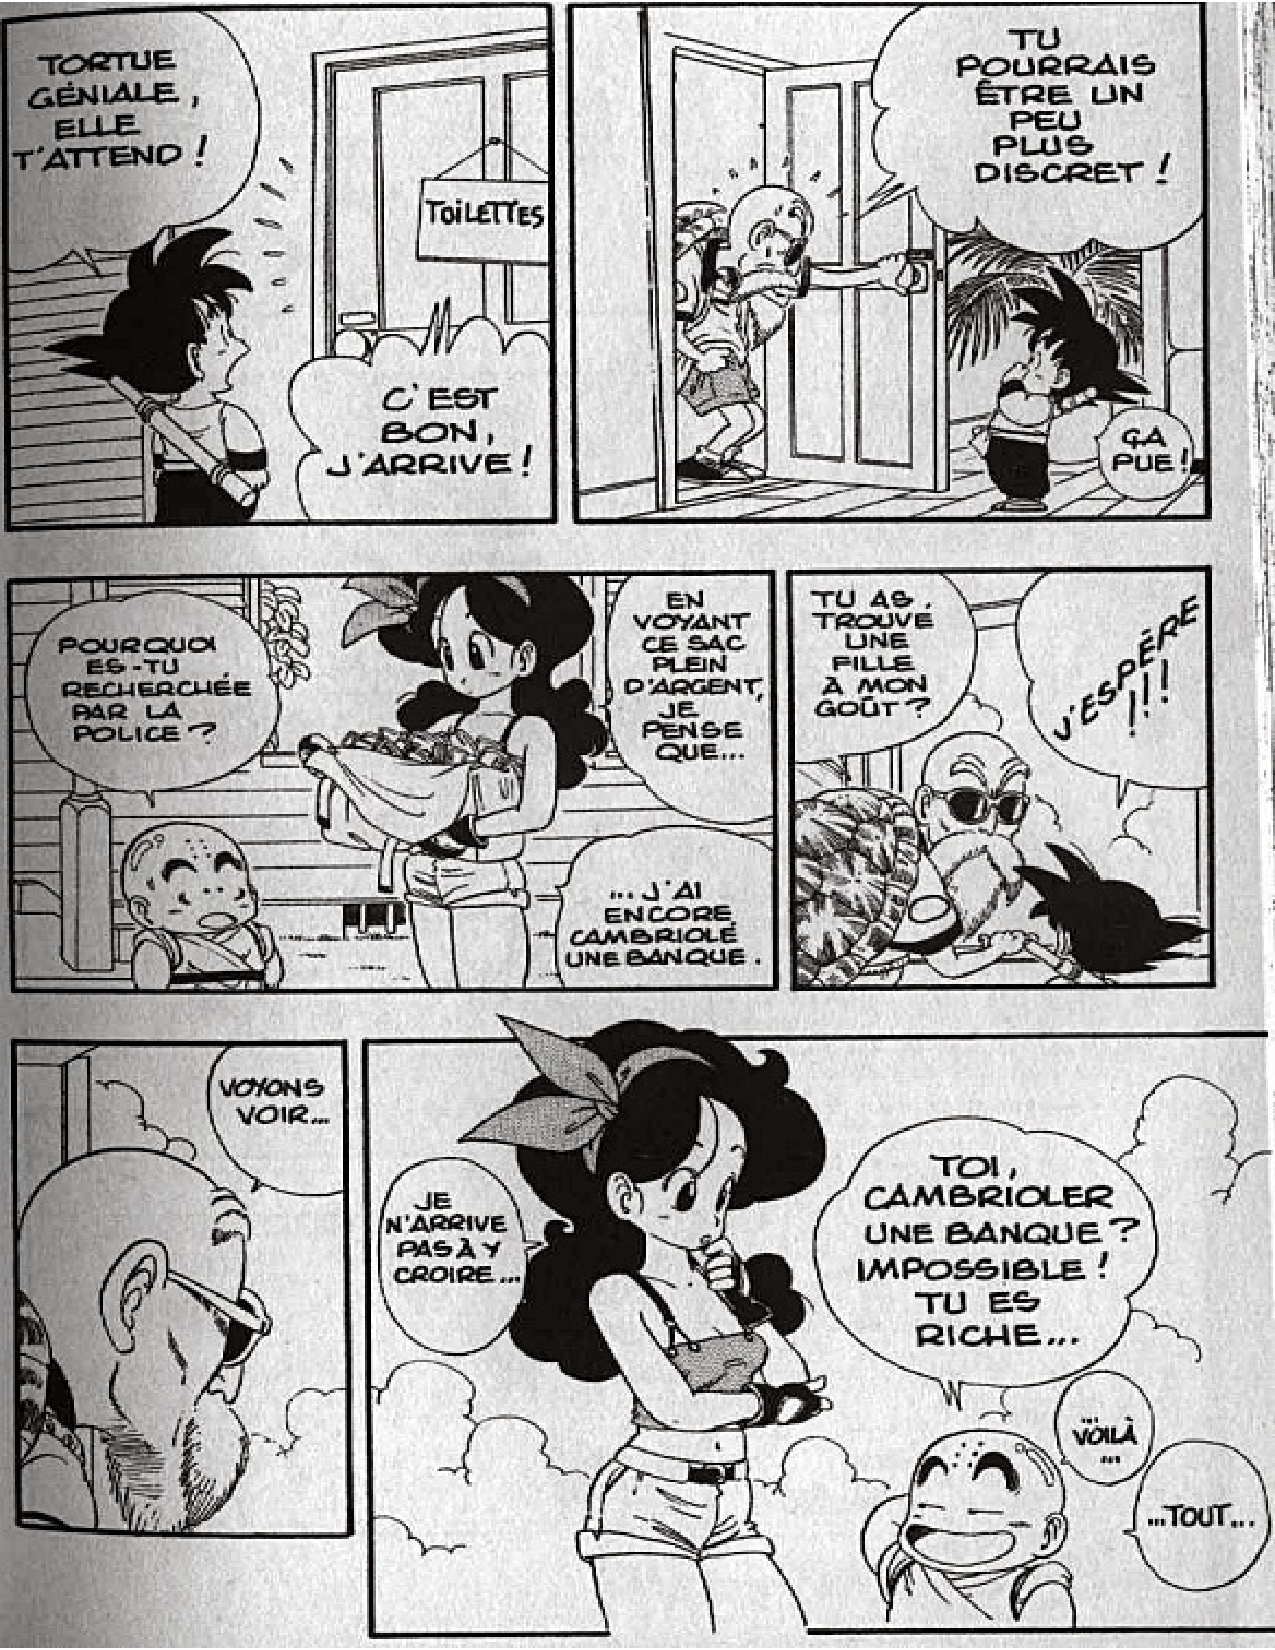 TORTUE
GÉNIALE,
ELLE
T'ATTEND !
TOILETTES
C'EST
BON,
J'ARRIVE !
TU
POURRAIS
ÊTRE UN
PEU
PLUS
DISCRET !
ÇA
PUE !
POURQUOI
ES-TU
RECHERCHÉE
PAR LA
POLICE ?
EN
VOYANT
CE SAC
PLEIN
D'ARGENT,
JE
PENSE
QUE...
... J'AI
ENCORE
CAMBRIOLÉ
UNE BANQUE.
TU AS
TROUVÉ
UNE
FILLE
À MON
GOÛT ?
J'ESPÈRE
!!!
VOYONS
VOIR...
JE
N'ARRIVE
PAS À Y
CROIRE...
TOI,
CAMBRIOLER
UNE BANQUE ?
IMPOSSIBLE !
TU ES
RICHE...
...
VOILÀ
...
...TOUT...